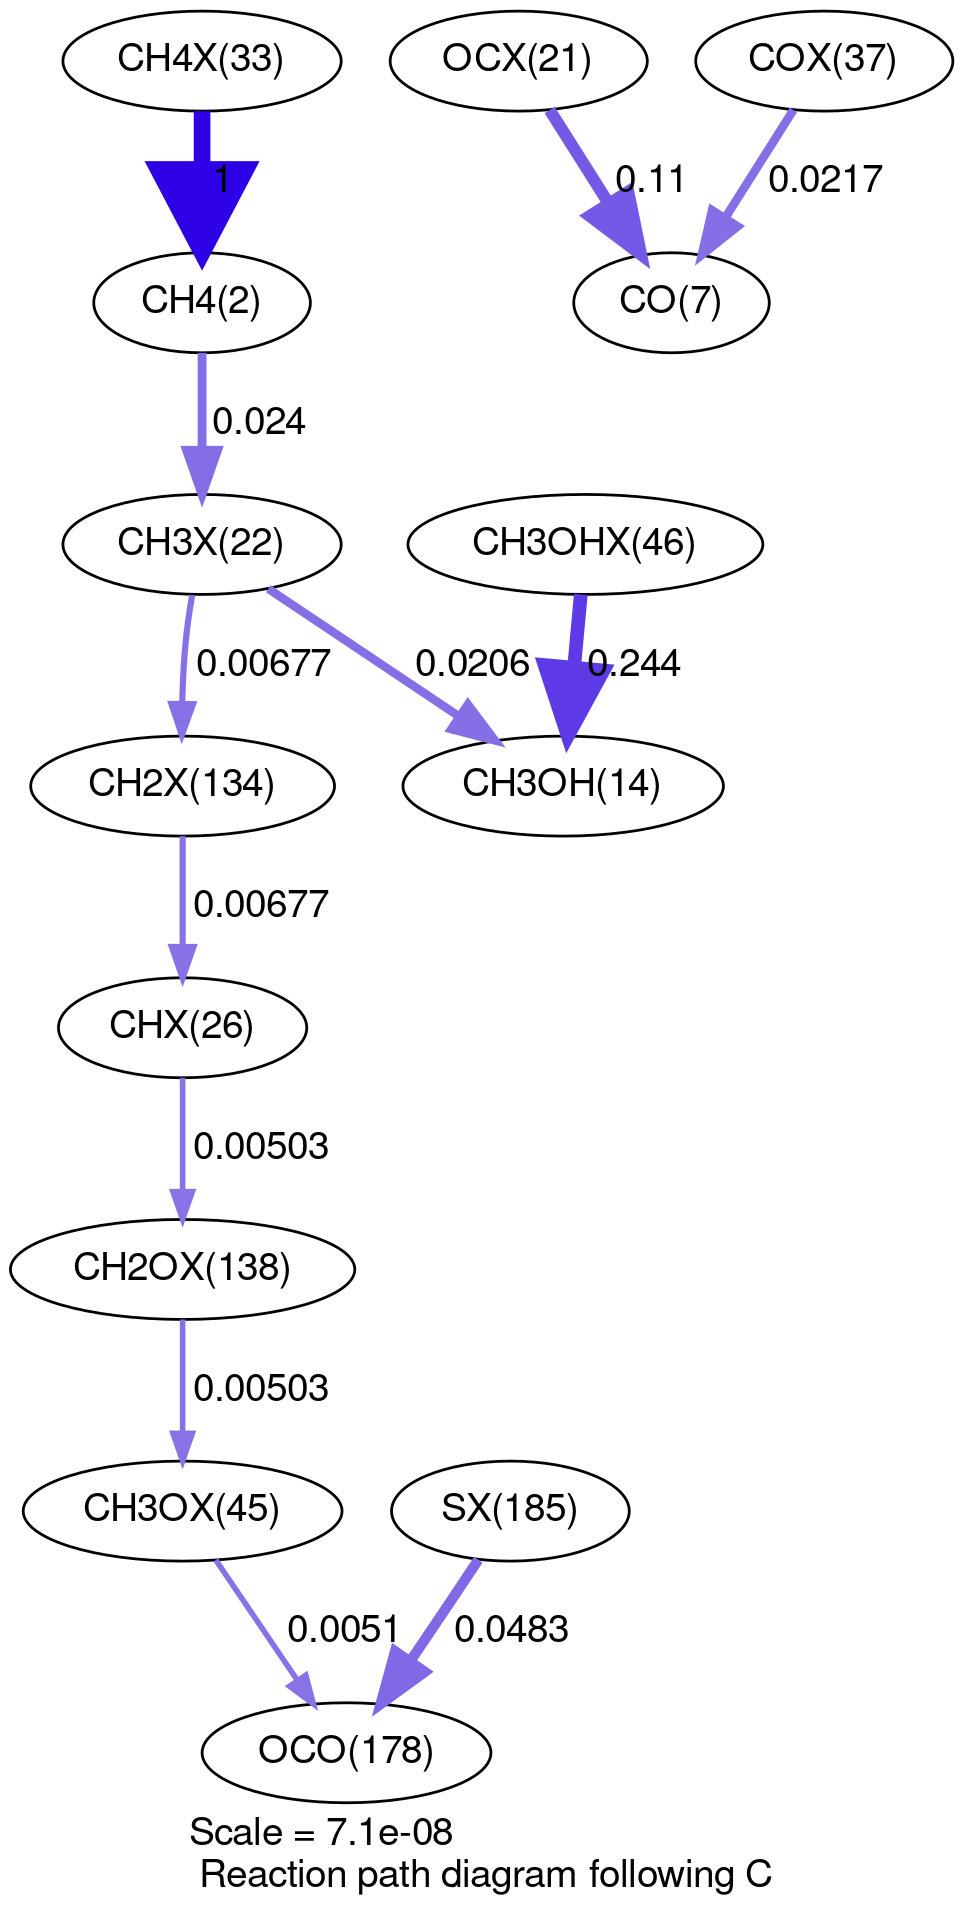 CH4X(33)
OCX(21)
COX(37)
1
0.11
0.0217
CH4(2)
CO(7)
0.024
CH3X(22)
CH3OHX(46)
0.00677
0.0206
0.244
CH2X(134)
CH3OH(14)
0.00677
CHX(26)
0.00503
CH2OX(138)
0.00503
CH3OX(45)
SX(185)
0.0051
0.0483
OCO(178)
Scale = 7.1e-08
Reaction path diagram following C